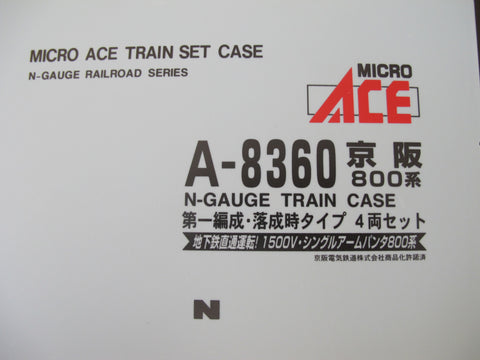 MICRO ACE TRAIN SET CASE
N-GAUGE RAILROAD SERIES
MICRO
ACE
A-8360 京阪
800系
N-GAUGE TRAIN CASE
第一編成・落成時タイプ 4両セット
地下鉄直通運転!1500V・シングルアームパンタ800系
京阪電気鉄道株式会社商品化許諾済
N